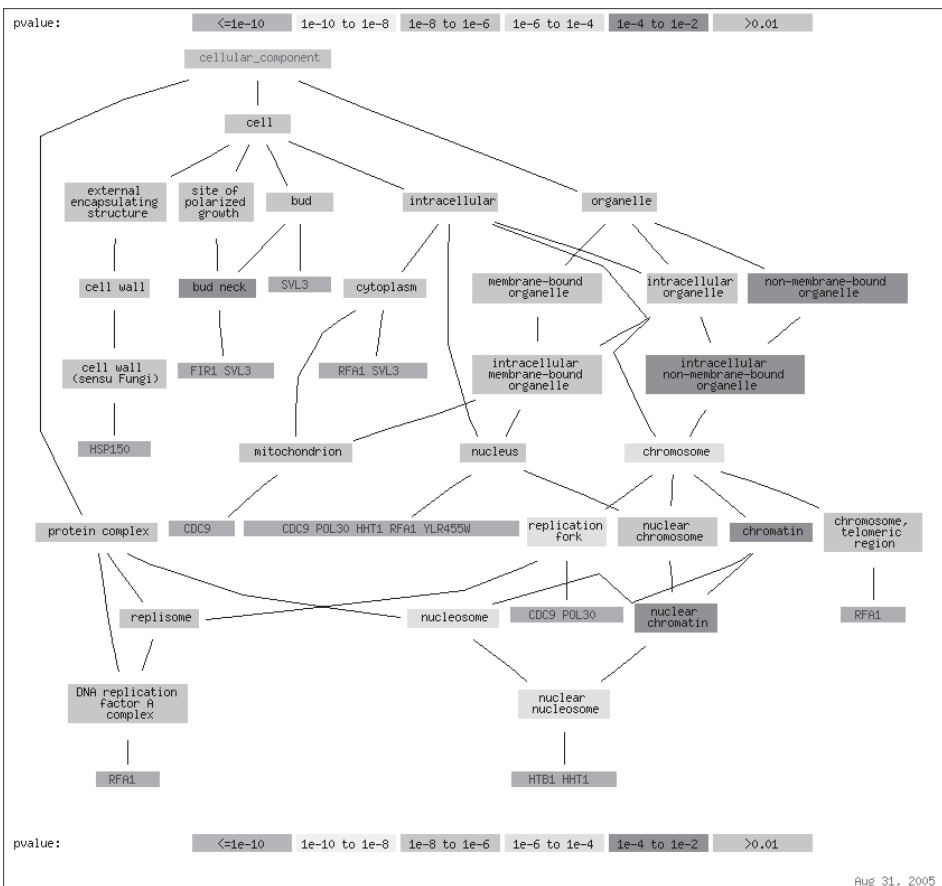 pvalue: <=1e-10 1e-10 to 1e-8 1e-8 to 1e-6 1e-6 to 1e-4 1e-4 to 1e-2 >0.01
cellular_component
cell
external
encapsulating
structure
site of
polarized
growth
bud
intracellular
organelle
cell wall
bud neck
SVL3
cytoplasm
membrane-bound
organelle
intracellular
organelle
non-membrane-bound
organelle
cell wall
(sensu Fungi)
FIR1 SVL3
RFA1 SVL3
intracellular
membrane-bound
organelle
intracellular
non-membrane-bound
organelle
HSP150
mitochondrion
nucleus
chromosome
protein complex
CDC9
CDC9 POL30 HHT1 RFA1 YLR455W
replication
fork
nuclear
chromosome
chromatin
chromosome,
telomeric
region
replisome
nucleosome
CDC9 POL30
nuclear
chromatin
RFA1
DNA replication
factor A
complex
nuclear
nucleosome
RFA1
HTB1 HHT1
pvalue: <=1e-10 1e-10 to 1e-8 1e-8 to 1e-6 1e-6 to 1e-4 1e-4 to 1e-2 >0.01
Aug 31, 2005